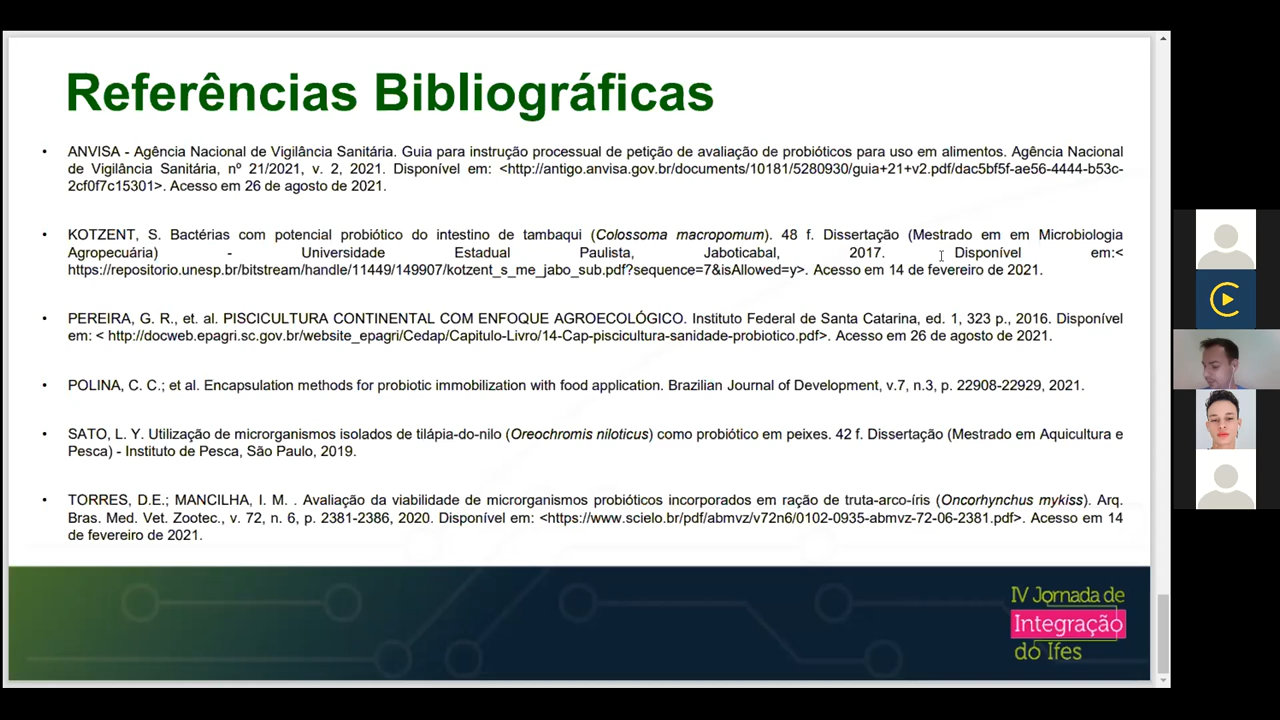 Referências Bibliográficas
• ANVISA - Agência Nacional de Vigilância Sanitária. Guia para instrução processual de petição de avaliação de probióticos para uso em alimentos. Agência Nacional
de Vigilância Sanitária, nº 21/2021, v. 2, 2021. Disponível em: <http://antigo.anvisa.gov.br/documents/10181/5280930/guia+21+v2.pdf/dac5bf5f-ae56-4444-b53c-
2cf0f7c15301>. Acesso em 26 de agosto de 2021.
• KOTZENT, S. Bactérias com potencial probiótico do intestino de tambaqui (Colossoma macropomum). 48 f. Dissertação (Mestrado em em Microbiologia
Agropecuária) - Universidade Estadual Paulista, Jaboticabal, 2017. Disponível em:<
https://repositorio.unesp.br/bitstream/handle/11449/149907/kotzent_s_me_jabo_sub.pdf?sequence=7&isAllowed=y>. Acesso em 14 de fevereiro de 2021.
• PEREIRA, G. R., et. al. PISCICULTURA CONTINENTAL COM ENFOQUE AGROECOLÓGICO. Instituto Federal de Santa Catarina, ed. 1, 323 p., 2016. Disponível
em: < http://docweb.epagri.sc.gov.br/website_epagri/Cedap/Capitulo-Livro/14-Cap-piscicultura-sanidade-probiotico.pdf>. Acesso em 26 de agosto de 2021.
• POLINA, C. C.; et al. Encapsulation methods for probiotic immobilization with food application. Brazilian Journal of Development, v.7, n.3, p. 22908-22929, 2021.
• SATO, L. Y. Utilização de microrganismos isolados de tilápia-do-nilo (Oreochromis niloticus) como probiótico em peixes. 42 f. Dissertação (Mestrado em Aquicultura e
Pesca) - Instituto de Pesca, São Paulo, 2019.
• TORRES, D.E.; MANCILHA, I. M. . Avaliação da viabilidade de microrganismos probióticos incorporados em ração de truta-arco-íris (Oncorhynchus mykiss). Arq.
Bras. Med. Vet. Zootec., v. 72, n. 6, p. 2381-2386, 2020. Disponível em: <https://www.scielo.br/pdf/abmvz/v72n6/0102-0935-abmvz-72-06-2381.pdf>. Acesso em 14
de fevereiro de 2021.
IV Jornada de
Integração
do Ifes